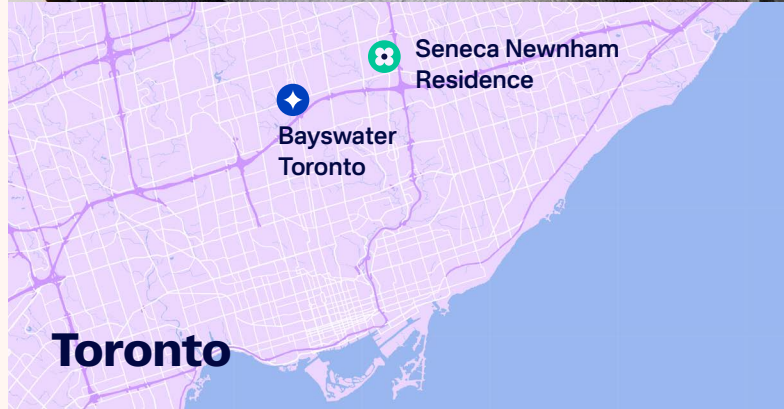 Seneca Newnham
Residence
Bayswater
Toronto
Toronto